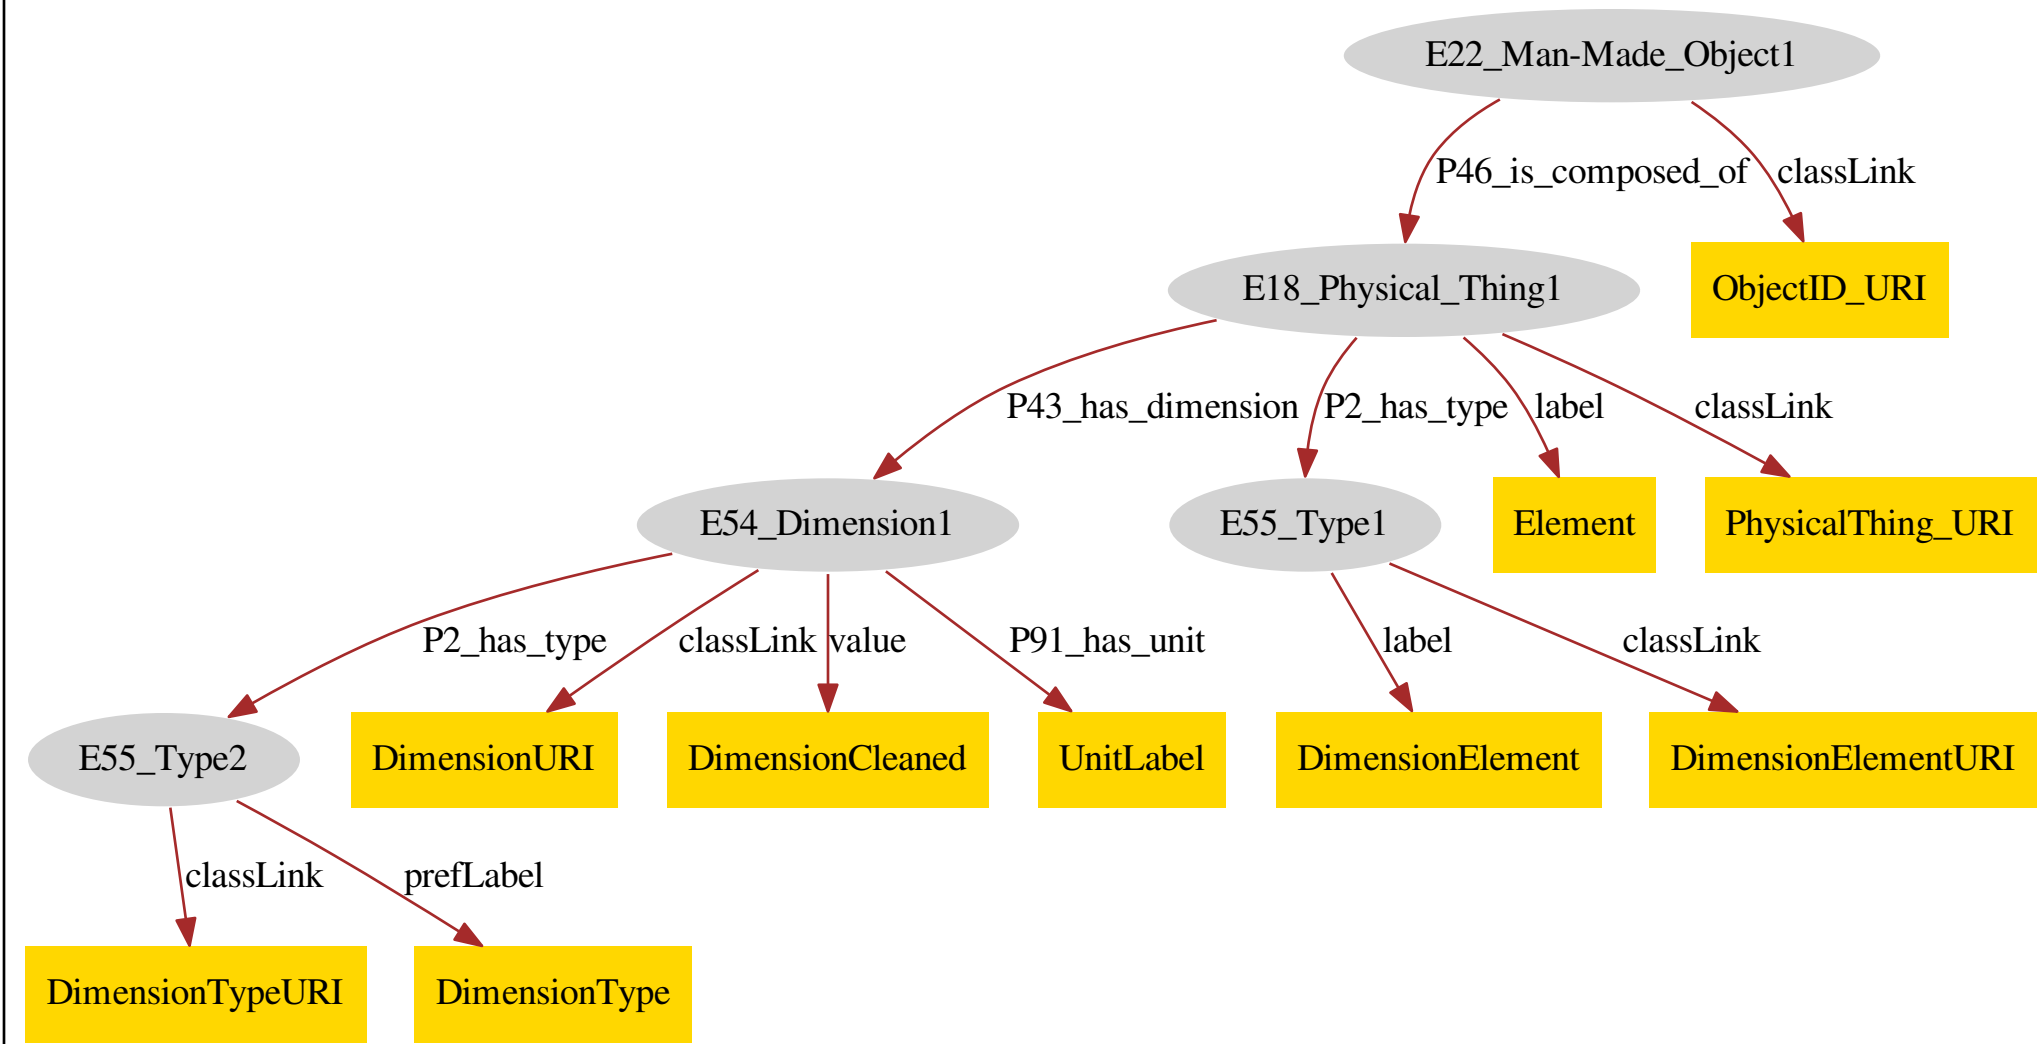 E22_Man-Made_Object1
P46_is_composed_of classLink
E18_Physical_Thing1 ObjectID_URI
P43_has_dimension P2_has_type label classLink
E54_Dimension1 E55_Type1 Element PhysicalThing_URI
P2_has_type classLink value P91_has_unit label classLink
E55_Type2 DimensionURI DimensionCleaned UnitLabel DimensionElement DimensionElementURI
classLink prefLabel
DimensionTypeURI DimensionType